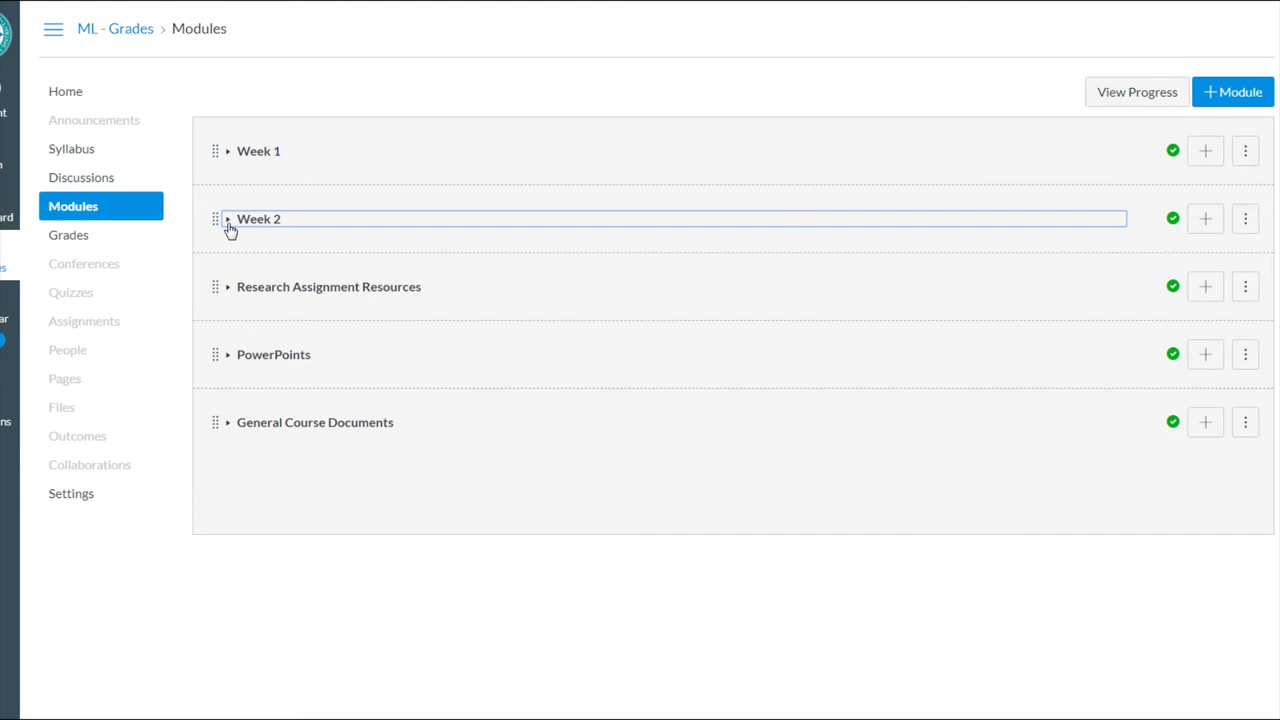 ML - Grades › Modules
Home
Announcements
Syllabus
Discussions
Modules
Grades
Conferences
Quizzes
Assignments
People
Pages
Files
Outcomes
Collaborations
Settings
View Progress
+ Module
Week 1
Week 2
Research Assignment Resources
PowerPoints
General Course Documents